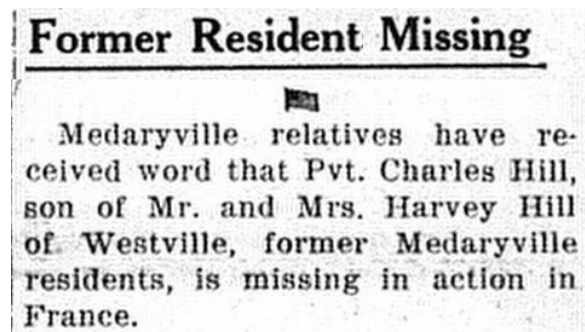 Former Resident Missing
Medaryville relatives have re-
ceived word that Pvt. Charles Hill,
son of Mr. and Mrs. Harvey Hill
of Westville, former Medaryville
residents, is missing in action in
France.